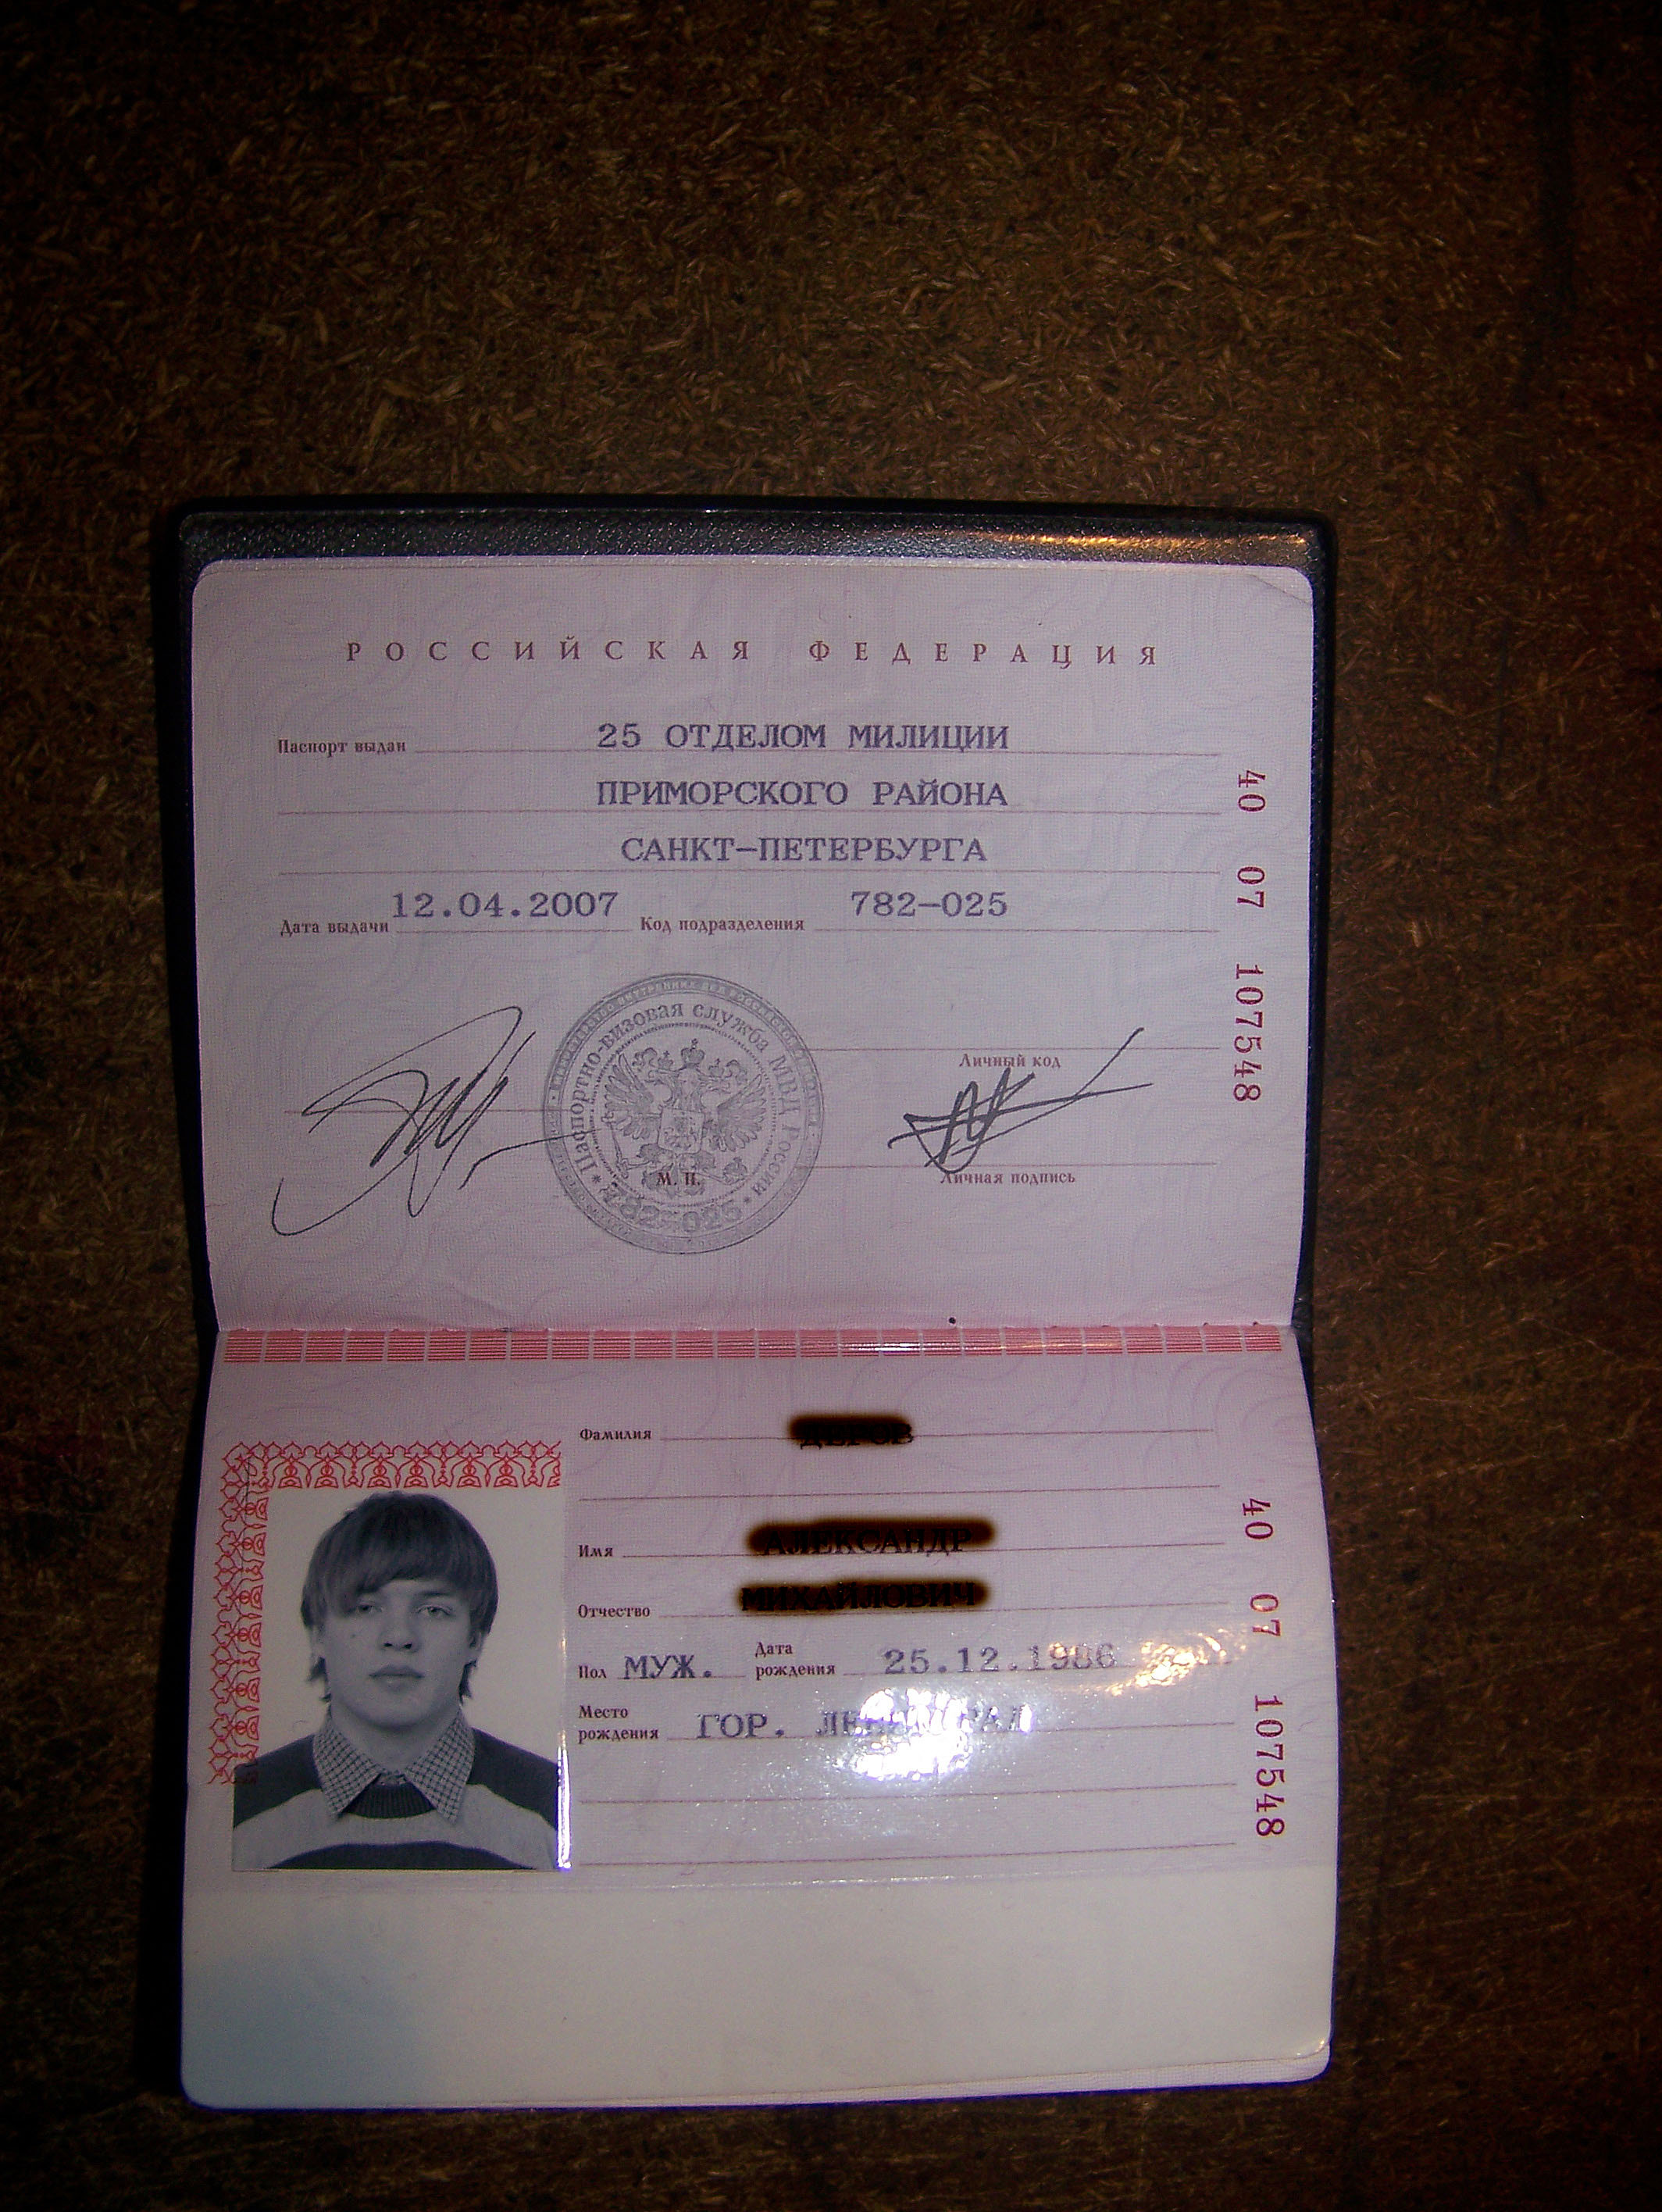 РОССИЙСКАЯ ФЕДЕРАЦИЯ
Паспорт выдан 25 ОТДЕЛОМ МИЛИЦИИ
ПРИМОРСКОГО РАЙОНА
САНКТ-ПЕТЕРБУРГА
Дата выдачи 12.04.2007 Код подразделения 782-025
40 07 107548
Паспортно-визовая служба МВД России
782-025
М. П.
Личный код
Личная подпись
Фамилия
Имя
Отчество
Пол МУЖ. Дата рождения 25.12.1986
Место рождения ГОР.
40 07 107548